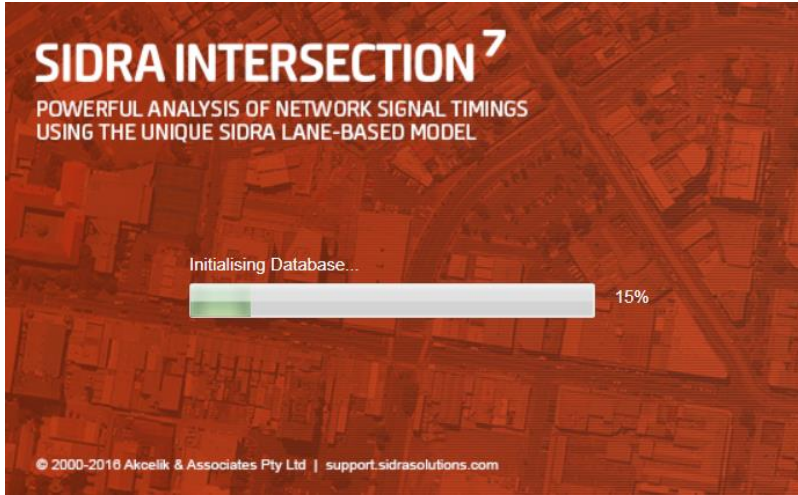 SIDRA INTERSECTION 7
POWERFUL ANALYSIS OF NETWORK SIGNAL TIMINGS
USING THE UNIQUE SIDRA LANE-BASED MODEL
Initialising Database...
15%
© 2000-2016 Akcelik & Associates Pty Ltd | support.sidrasolutions.com